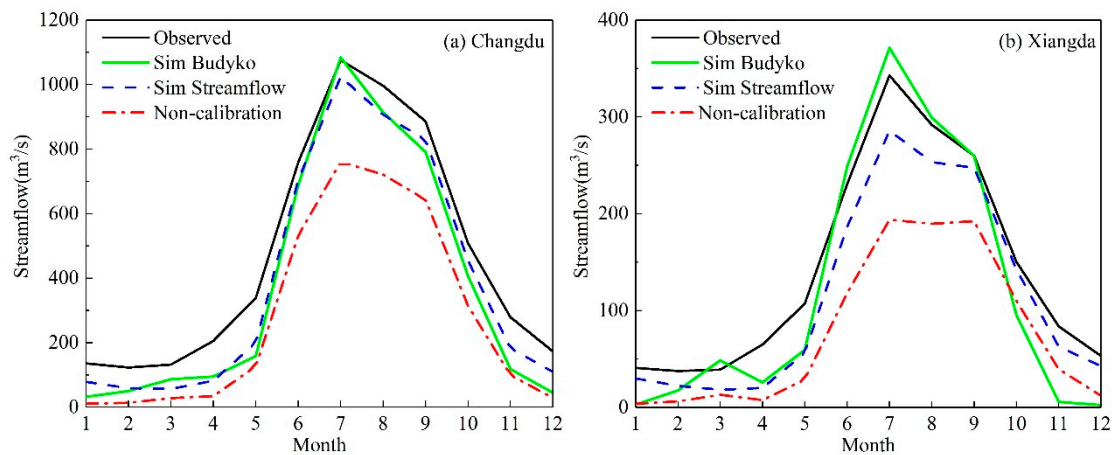 1200
1000
800
600
400
200
0
Streamflow(m³/s)
Observed
Sim Budyko
Sim Streamflow
Non-calibration
(a) Changdu
1 2 3 4 5 6 7 8 9 10 11 12
Month
400
300
200
100
0
Streamflow(m³/s)
Observed
Sim Budyko
Sim Streamflow
Non-calibration
(b) Xiangda
1 2 3 4 5 6 7 8 9 10 11 12
Month